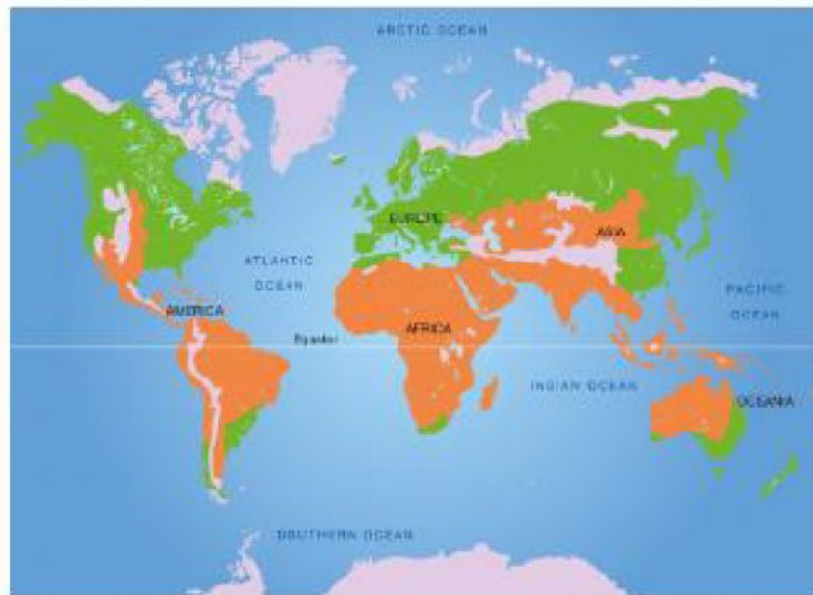 ARCTIC OCEAN
EUROPE
ASIA
ATLANTIC
OCEAN
PACIFIC
OCEAN
AMERICA
AFRICA
Equator
INDIAN OCEAN
OCEANIA
SOUTHERN OCEAN